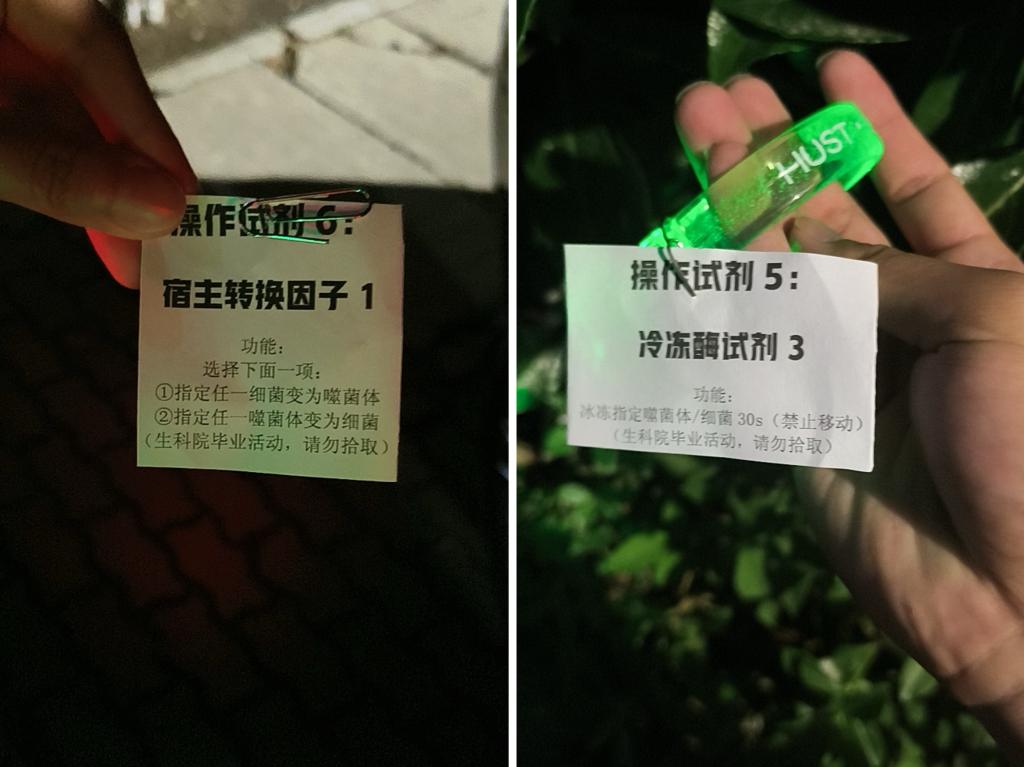 操作试剂 6：
宿主转换因子 1
功能：
选择下面一项：
①指定任一细菌变为噬菌体
②指定任一噬菌体变为细菌
（生科院毕业活动，请勿拾取）
HUST
操作试剂 5：
冷冻酶试剂 3
功能：
冰冻指定噬菌体/细菌 30s（禁止移动）
（生科院毕业活动，请勿拾取）